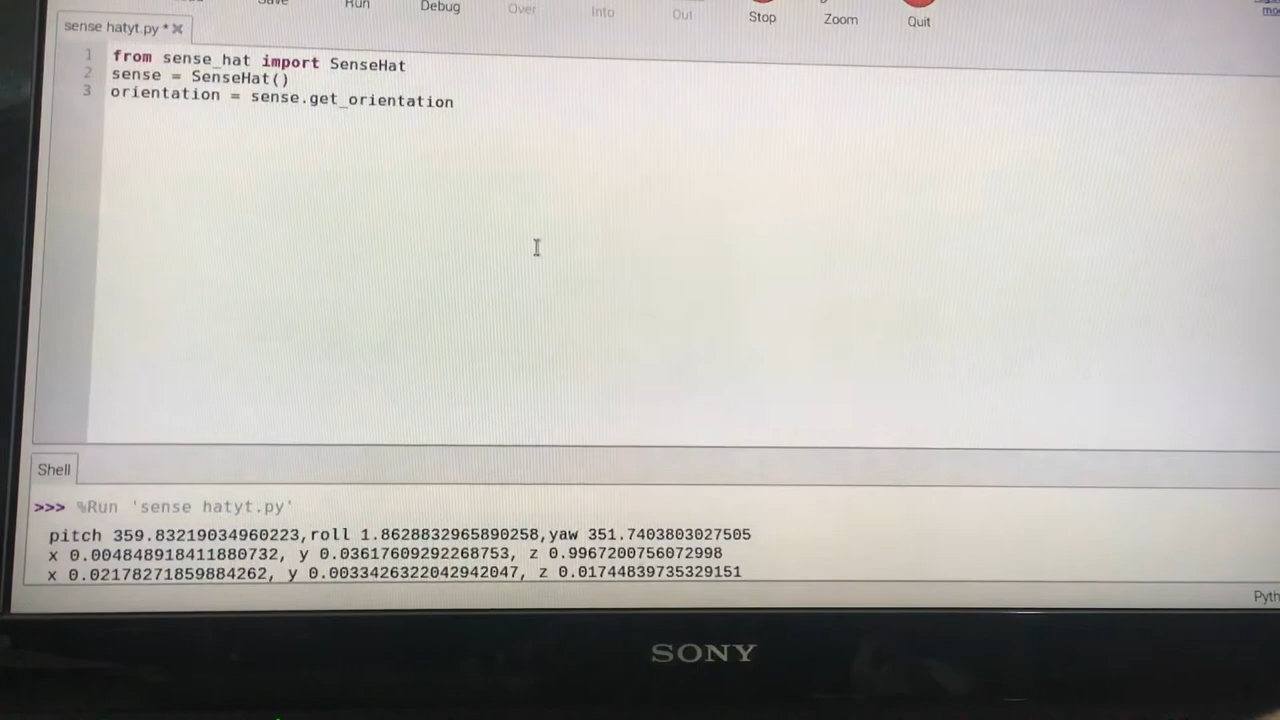 Run
Debug
Over
Into
Out
Stop
Zoom
Quit
sense hatyt.py *
1 from sense_hat import SenseHat
2 sense = SenseHat()
3 orientation = sense.get_orientation
Shell
>>> %Run 'sense hatyt.py'
pitch 359.83219034960223,roll 1.8628832965890258,yaw 351.7403803027505
x 0.004848918411880732, y 0.03617609292268753, z 0.9967200756072998
x 0.02178271859884262, y 0.0033426322042942047, z 0.01744839735329151
SONY